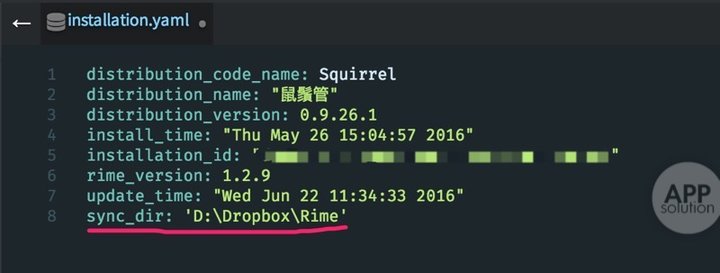 ← installation.yaml
1 distribution_code_name: Squirrel
2 distribution_name: "鼠鬚管"
3 distribution_version: 0.9.26.1
4 install_time: "Thu May 26 15:04:57 2016"
5 installation_id: " "
6 rime_version: 1.2.9
7 update_time: "Wed Jun 22 11:34:33 2016"
8 sync_dir: 'D:\Dropbox\Rime'
APP
solution